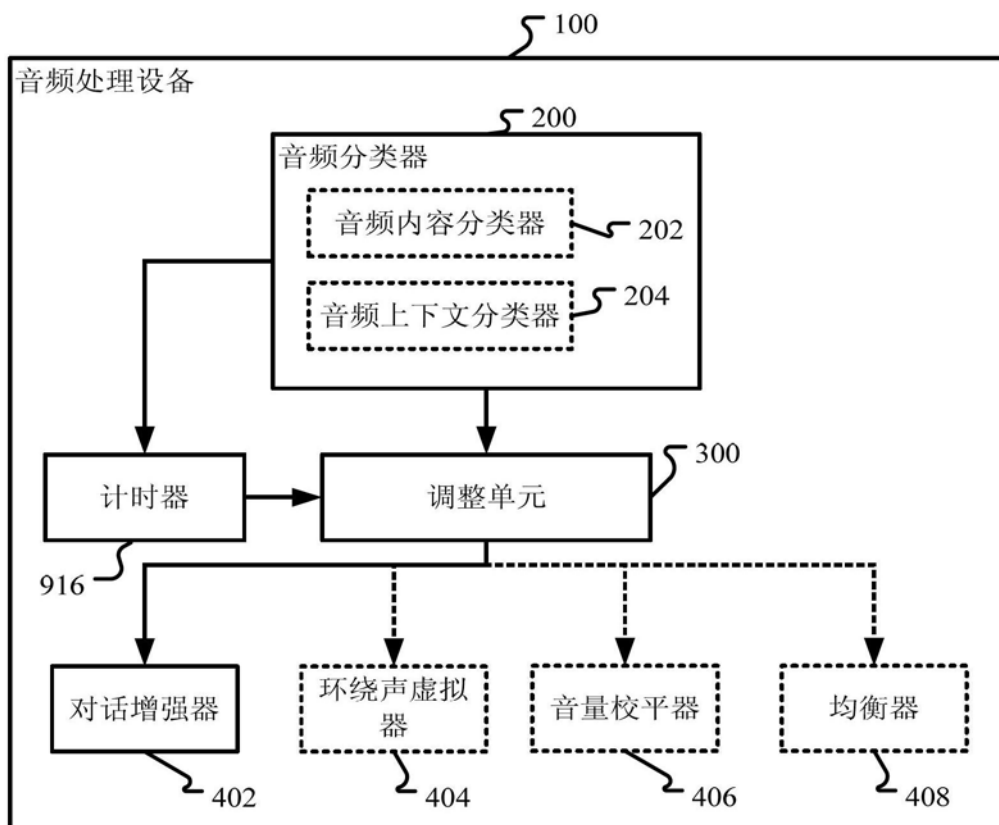 100
音频处理设备
200
音频分类器
音频内容分类器
202
204
音频上下文分类器
300
计时器
调整单元
916
对话增强器
环绕声虚拟
器
音量校平器
均衡器
402
404
406
408